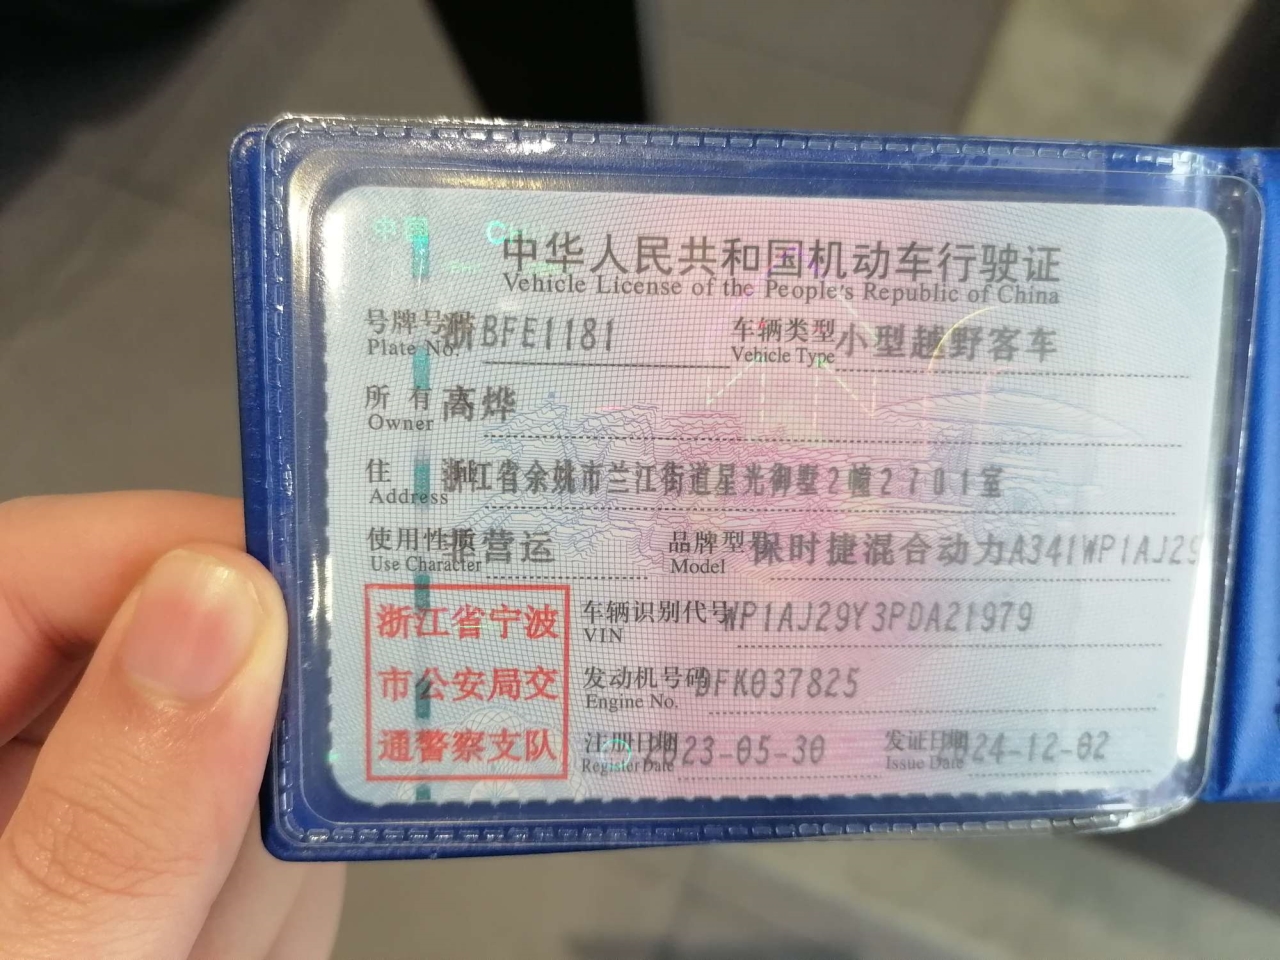 中国 CHI
中华人民共和国机动车行驶证
Vehicle License of the People's Republic of China
号牌号码 浙BFE1181 车辆类型 小型越野客车
Plate No. Vehicle Type
所有人 高烨
Owner
住址 浙江省余姚市兰江街道星光御墅2幢2701室
Address
使用性质 非营运 品牌型号 保时捷混合动力A341WP1AJ29
Use Character Model
浙江省宁波
市公安局交
通警察支队
车辆识别代号 WP1AJ29Y3PDA21979
VIN
发动机号码 DFK037825
Engine No.
注册日期 2023-05-30 发证日期 2024-12-02
Register Date Issue Date